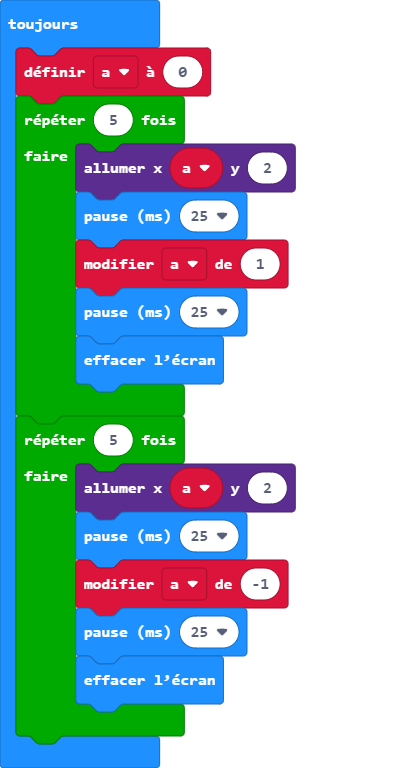 toujours
définir a à 0
répéter 5 fois
faire allumer x a y 2
pause (ms) 25
modifier a de 1
pause (ms) 25
effacer l'écran
répéter 5 fois
faire allumer x a y 2
pause (ms) 25
modifier a de -1
pause (ms) 25
effacer l'écran